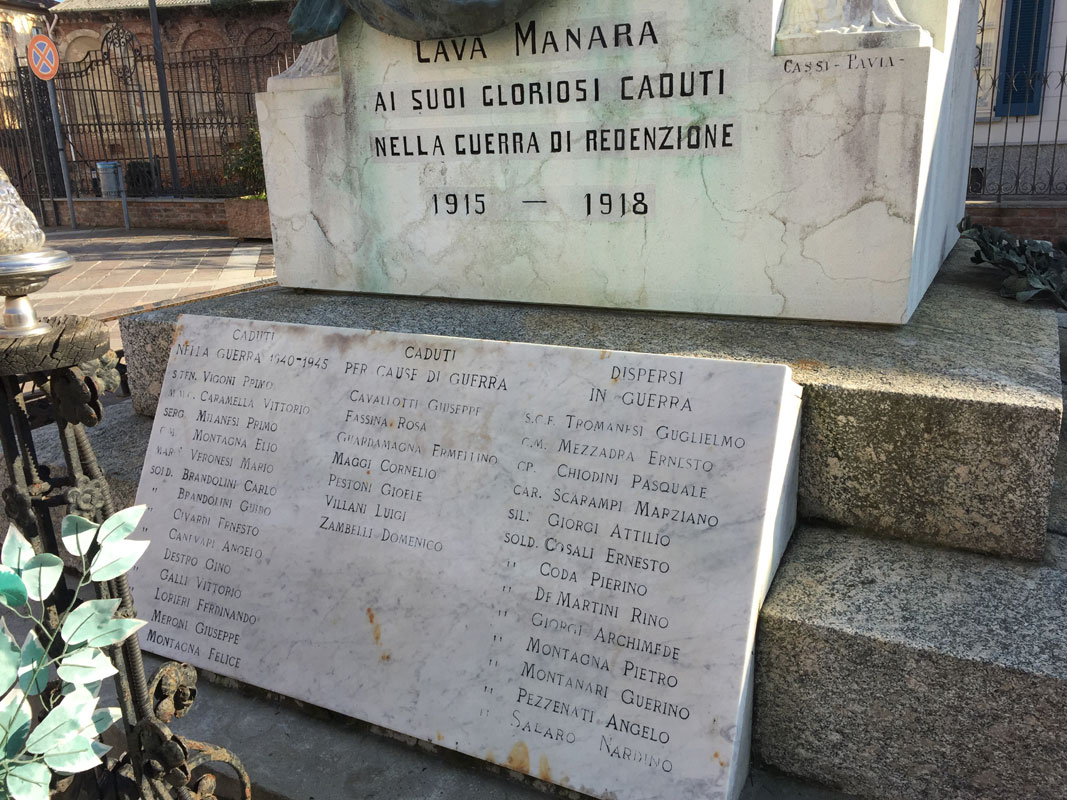 CAVA MANARA
AI SUOI GLORIOSI CADUTI
NELLA GUERRA DI REDENZIONE
1915 — 1918
CASSI - PAVIA -
CADUTI
NELLA GUERRA 1940-1945
S.TEN. VIGONI PRIMO
CARAMELLA VITTORIO
SERG. MILANESI PRIMO
MONTAGNA ELIO
VERONESI MARIO
SOLD. BRANDOLINI CARLO
" BRANDOLINI GUIDO
CIVARDI ERNESTO
CANEVARI ANGELO
DESTRO GINO
GALLI VITTORIO
LORIERI FERDINANDO
MERONI GIUSEPPE
MONTAGNA FELICE
CADUTI
PER CAUSE DI GUERRA
CAVALLOTTI GIUSEPPE
FASSINA ROSA
GUARDAMAGNA ERMELLINO
MAGGI CORNELIO
PESTONI GIOELE
VILLANI LUIGI
ZAMBELLI DOMENICO
DISPERSI
IN GUERRA
S.C.F. TROMANESI GUGLIELMO
C.M. MEZZADRA ERNESTO
CP. CHIODINI PASQUALE
CAR. SCARAMPI MARZIANO
SIL. GIORGI ATTILIO
SOLD. COSALI ERNESTO
" CODA PIERINO
" DE MARTINI RINO
" GIORGI ARCHIMEDE
" MONTAGNA PIETRO
" MONTANARI GUERINO
" PEZZENATI ANGELO
" SALARO NARDINO